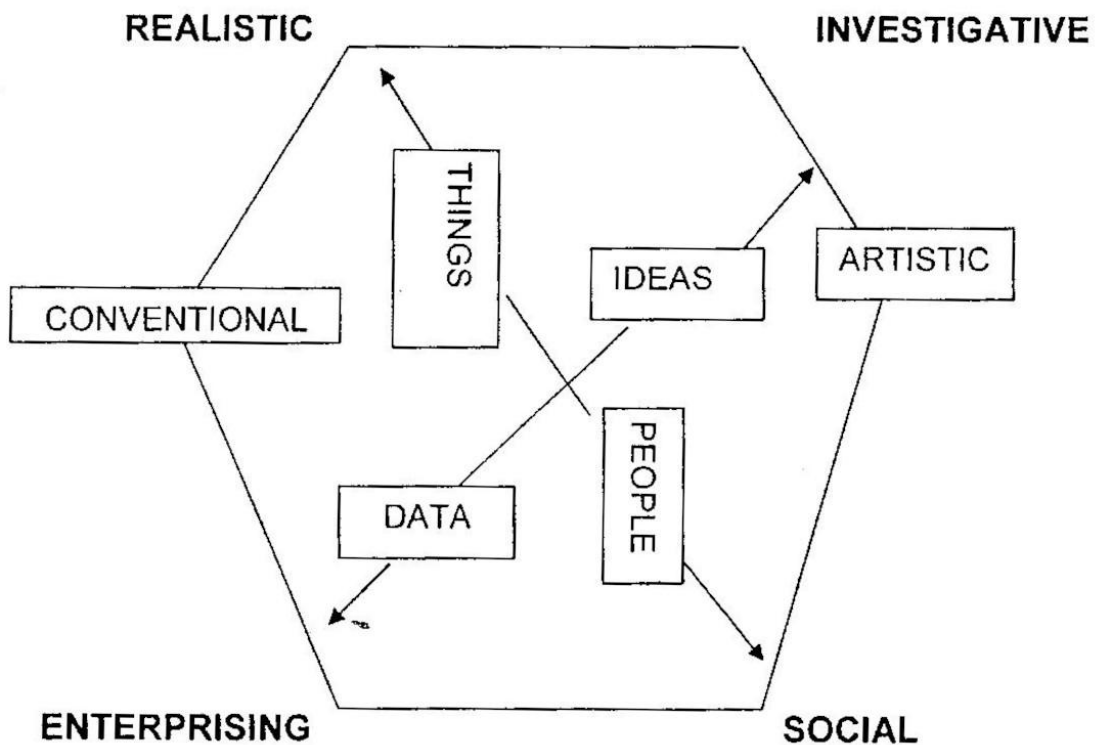 REALISTIC
INVESTIGATIVE
THINGS
IDEAS
ARTISTIC
CONVENTIONAL
PEOPLE
DATA
ENTERPRISING
SOCIAL